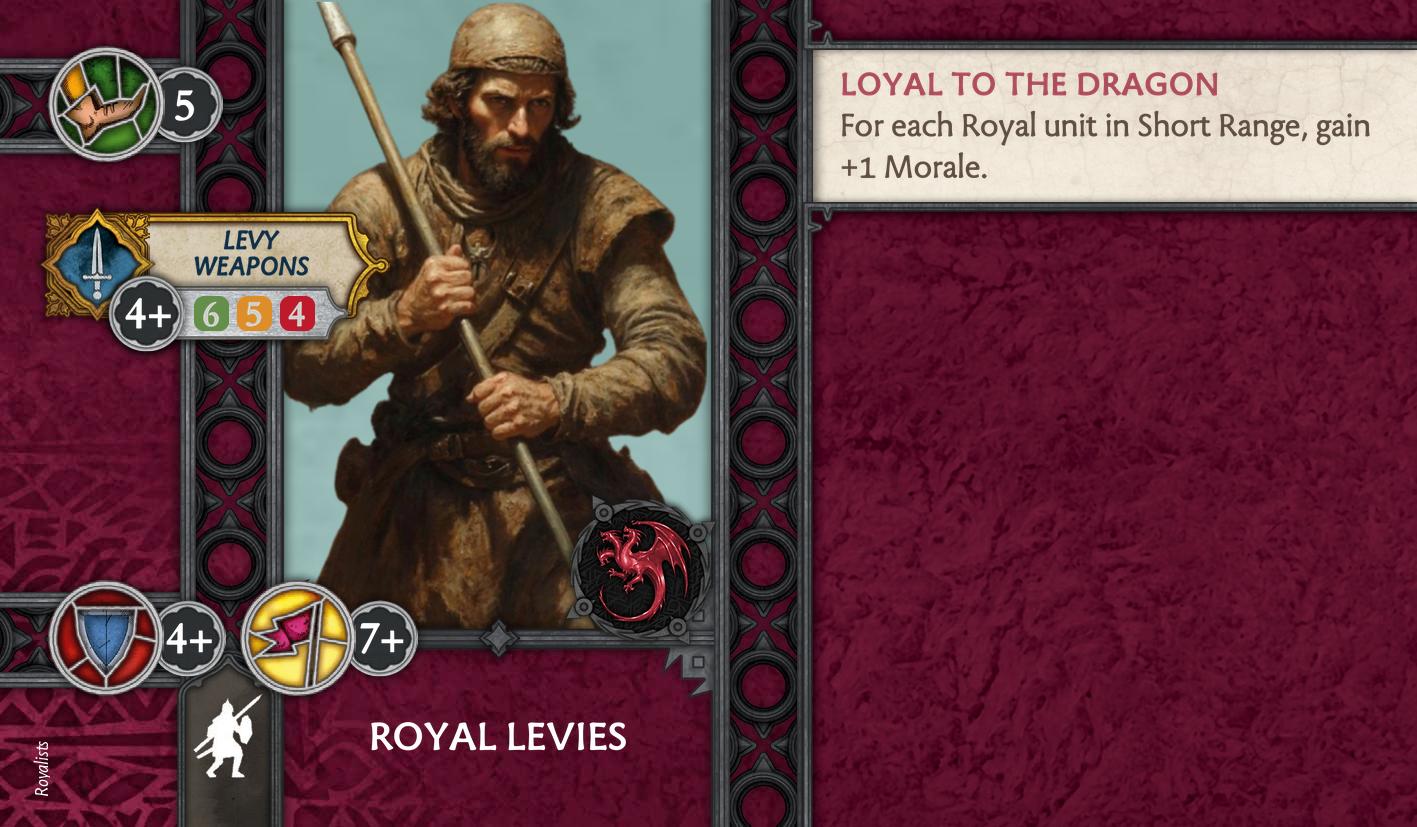 5
LEVY
WEAPONS
4+ 6 5 4
4+ 7+
ROYAL LEVIES
Royalists
LOYAL TO THE DRAGON
For each Royal unit in Short Range, gain
+1 Morale.